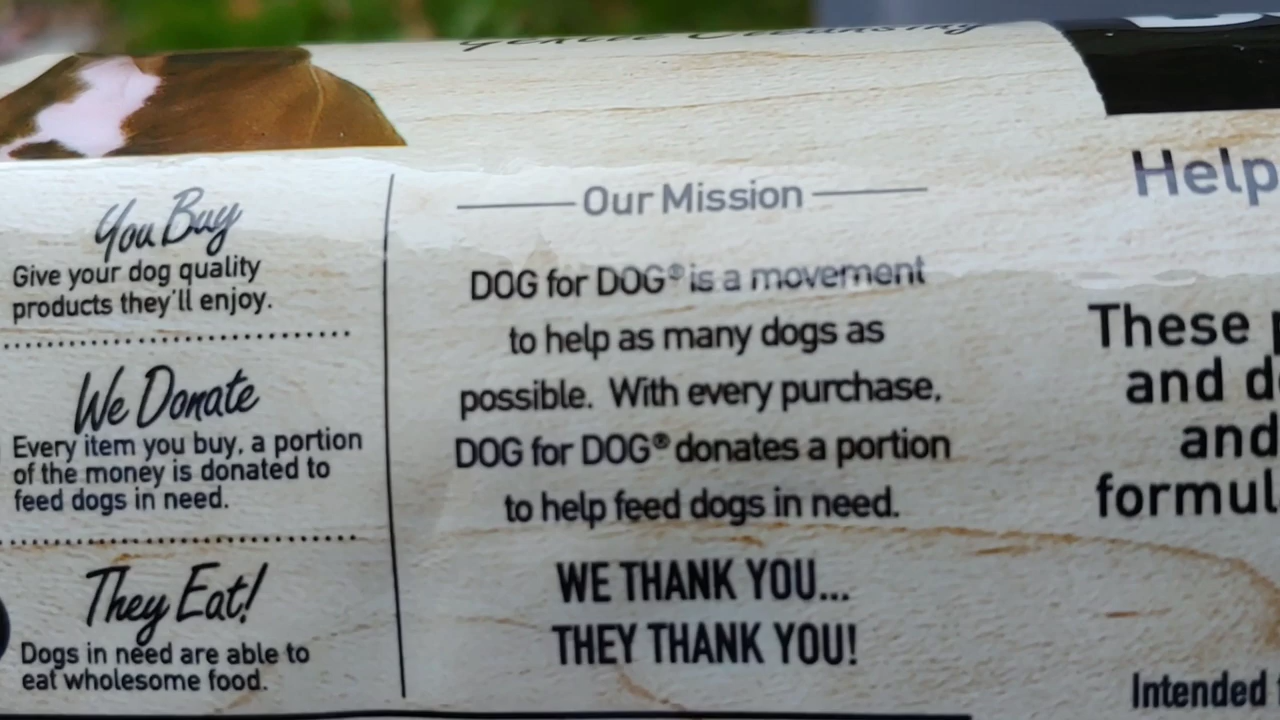 Gentle Cleansing
You Buy
Give your dog quality
products they'll enjoy.
We Donate
Every item you buy, a portion
of the money is donated to
feed dogs in need.
They Eat!
Dogs in need are able to
eat wholesome food.
Our Mission
DOG for DOG® is a movement
to help as many dogs as
possible. With every purchase,
DOG for DOG® donates a portion
to help feed dogs in need.
WE THANK YOU...
THEY THANK YOU!
Help
These
and
and
formul
Intended